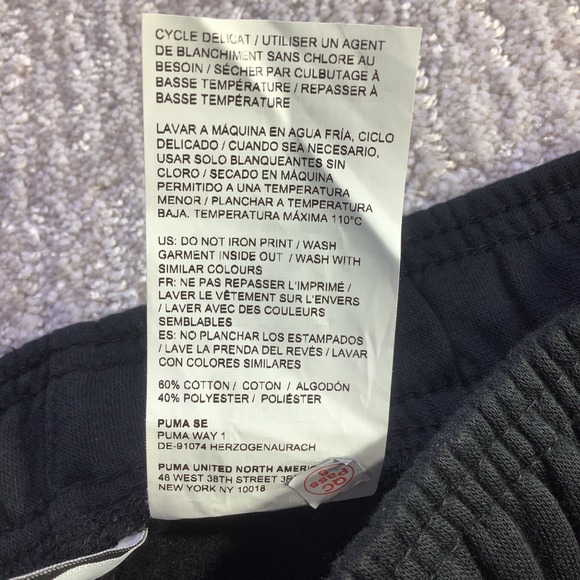 CYCLE DELICAT / UTILISER UN AGENT
DE BLANCHIMENT SANS CHLORE AU
BESOIN / SÉCHER PAR CULBUTAGE À
BASSE TEMPÉRATURE / REPASSER À
BASSE TEMPÉRATURE
LAVAR A MÁQUINA EN AGUA FRÍA, CICLO
DELICADO / CUANDO SEA NECESARIO,
USAR SOLO BLANQUEANTES SIN
CLORO / SECADO EN MÁQUINA
PERMITIDO A UNA TEMPERATURA
MENOR / PLANCHAR A TEMPERATURA
BAJA. TEMPERATURA MÁXIMA 110°C
US: DO NOT IRON PRINT / WASH
GARMENT INSIDE OUT / WASH WITH
SIMILAR COLOURS
FR: NE PAS REPASSER L'IMPRIMÉ /
LAVER LE VÊTEMENT SUR L'ENVERS
/ LAVER AVEC DES COULEURS
SEMBLABLES
ES: NO PLANCHAR LOS ESTAMPADOS
/ LAVE LA PRENDA DEL REVÉS / LAVAR
CON COLORES SIMILARES
60% COTTON / COTON / ALGODÓN
40% POLYESTER / POLIÉSTER
PUMA SE
PUMA WAY 1
DE-91074 HERZOGENAURACH
PUMA UNITED NORTH AMERIC
46 WEST 38TH STREET 3R
NEW YORK NY 10018
QC
Pass